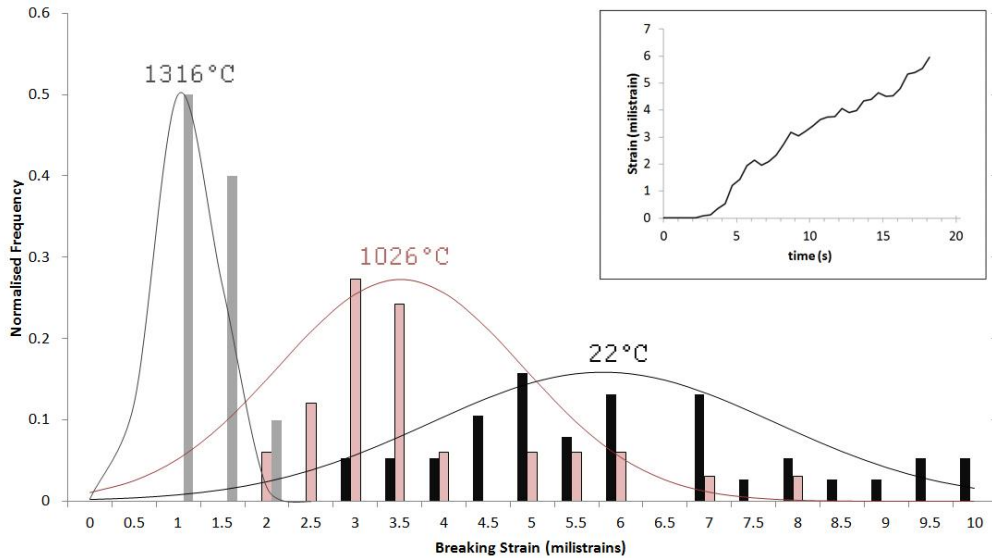 0.6
0.5
0.4
0.3
0.2
0.1
0
Normalised Frequency
1316°C
1026°C
22°C
0 0.5 1 1.5 2 2.5 3 3.5 4 4.5 5 5.5 6 6.5 7 7.5 8 8.5 9 9.5 10
Breaking Strain (milistrains)
7
6
5
4
3
2
1
0
Strain (milistrain)
0 5 10 15 20
time (s)